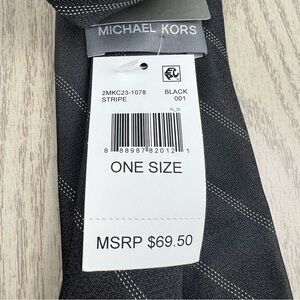 MICHAEL KORS
2MKC23-1078 BLACK
STRIPE 001
8 88987 82012 1
ONE SIZE
MSRP $69.50